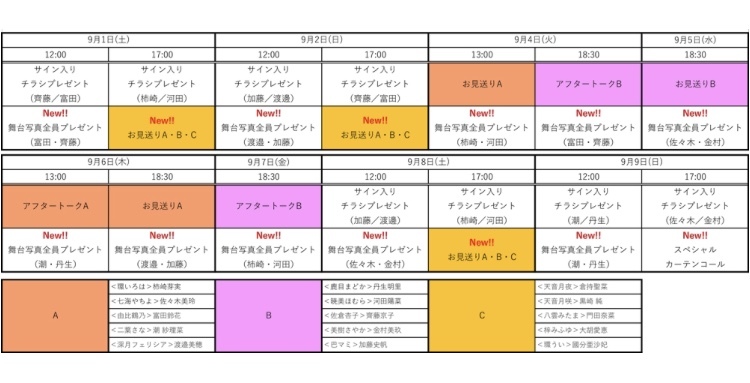 9月1日(土) 9月2日(日) 9月4日(火) 9月5日(水)
12:00 17:00 12:00 17:00 13:00 18:30 18:30
サイン入り サイン入り サイン入り サイン入り
チラシプレゼント チラシプレゼント チラシプレゼント チラシプレゼント お見送りA アフタートークB お見送りB
(齊藤／富田) (柿崎／河田) (加藤／渡邉) (齊藤／富田)
New!! New!! New!! New!! New!! New!! New!!
舞台写真全員プレゼント お見送りA・B・C 舞台写真全員プレゼント お見送りA・B・C 舞台写真全員プレゼント 舞台写真全員プレゼント 舞台写真全員プレゼント
(富田・齊藤) (渡邉・加藤) (柿崎・河田) (富田・齊藤) (佐々木・金村)
9月6日(木) 9月7日(金) 9月8日(土) 9月9日(日)
13:00 18:30 18:30 12:00 17:00 12:00 17:00
サイン入り サイン入り サイン入り サイン入り
アフタートークA お見送りA アフタートークB チラシプレゼント チラシプレゼント チラシプレゼント チラシプレゼント
(加藤／渡邉) (柿崎／河田) (潮／丹生) (佐々木／金村)
New!! New!! New!! New!! New!! New!! New!!
舞台写真全員プレゼント 舞台写真全員プレゼント 舞台写真全員プレゼント 舞台写真全員プレゼント お見送りA・B・C 舞台写真全員プレゼント スペシャル
(潮・丹生) (渡邉・加藤) (柿崎・河田) (佐々木・金村) (潮・丹生) カーテンコール
A
<環いろは>柿崎芽実
<七海やちよ>佐々木美玲
<由比鶴乃>富田鈴花
<二葉さな>潮 紗理菜
<深月フェリシア>渡邉美穂
B
<鹿目まどか>丹生明里
<暁美ほむら>河田陽菜
<佐倉杏子>齊藤京子
<美樹さやか>金村美玖
<巴マミ>加藤史帆
C
<天音月夜>倉持聖菜
<天音月咲>黒崎 純
<八雲みたま>門田奈菜
<梓みふゆ>大胡愛恵
<環うい>國分亜沙妃